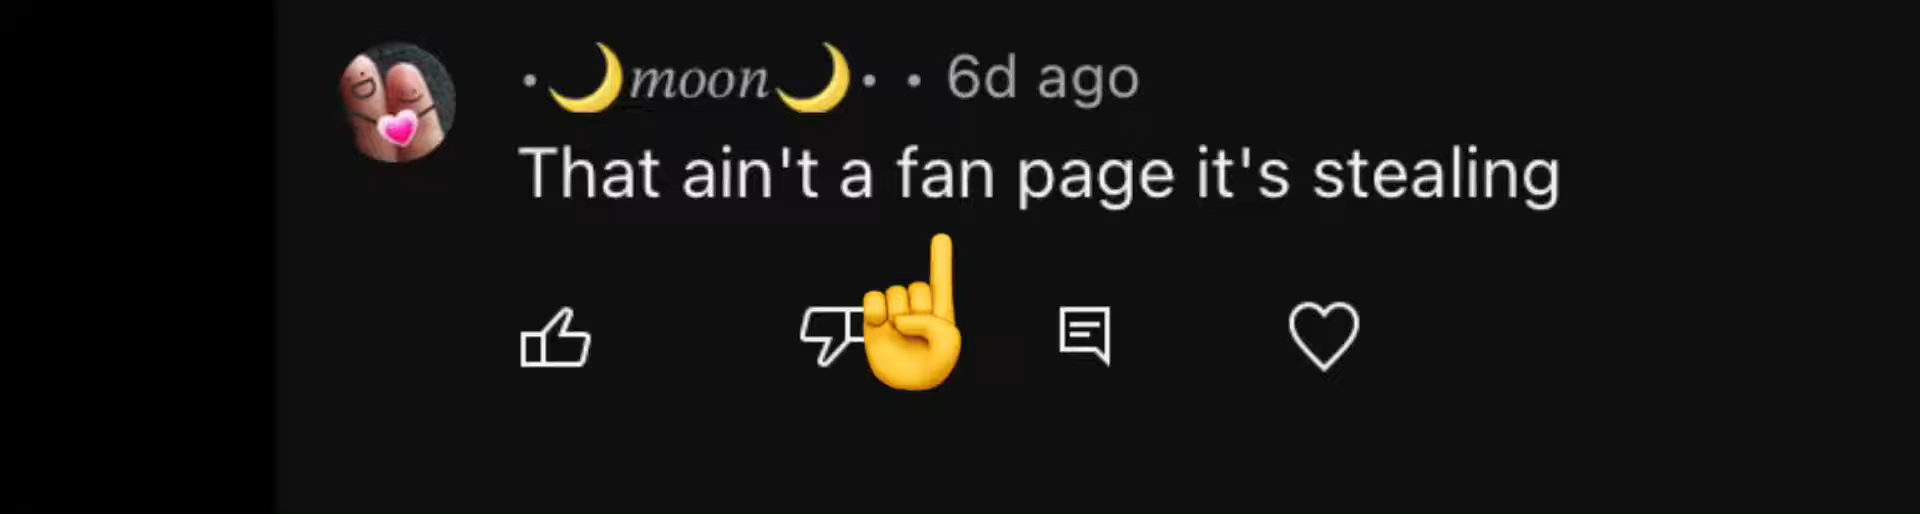 •🌙moon🌙• • 6d ago
That ain't a fan page it's stealing